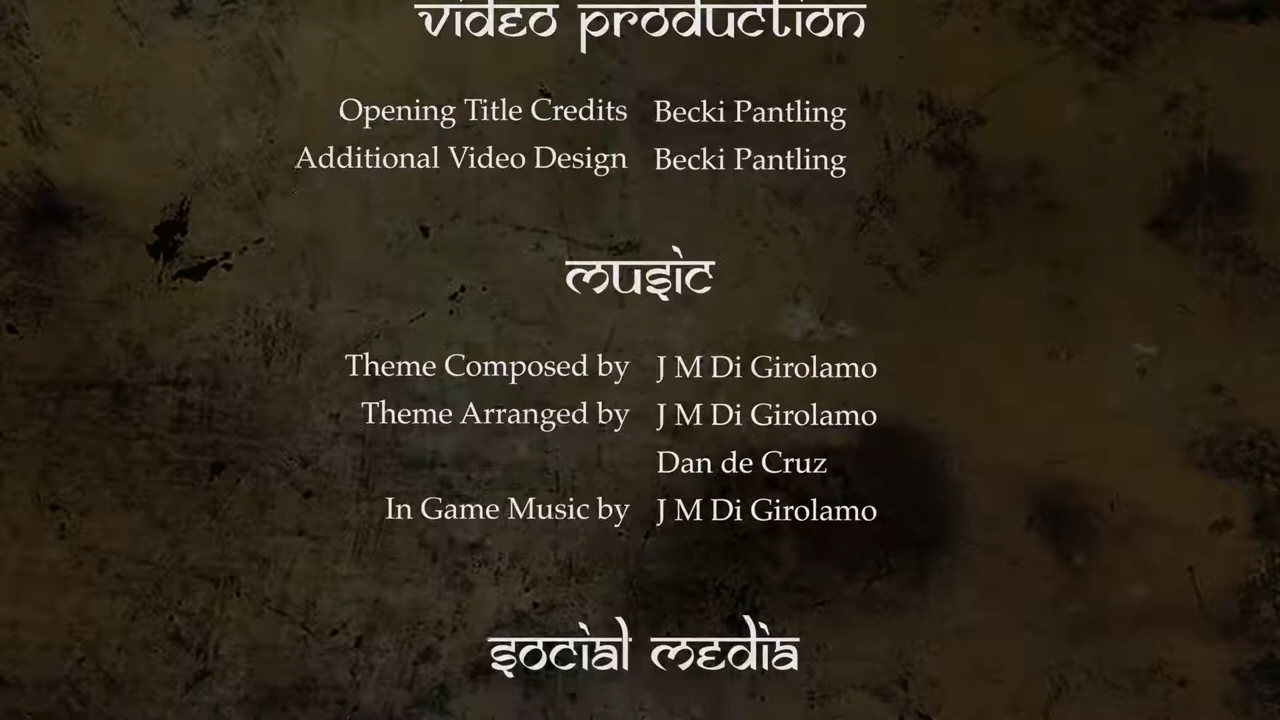 video production
Opening Title Credits Becki Pantling
Additional Video Design Becki Pantling
music
Theme Composed by J M Di Girolamo
Theme Arranged by J M Di Girolamo
Dan de Cruz
In Game Music by J M Di Girolamo
social media